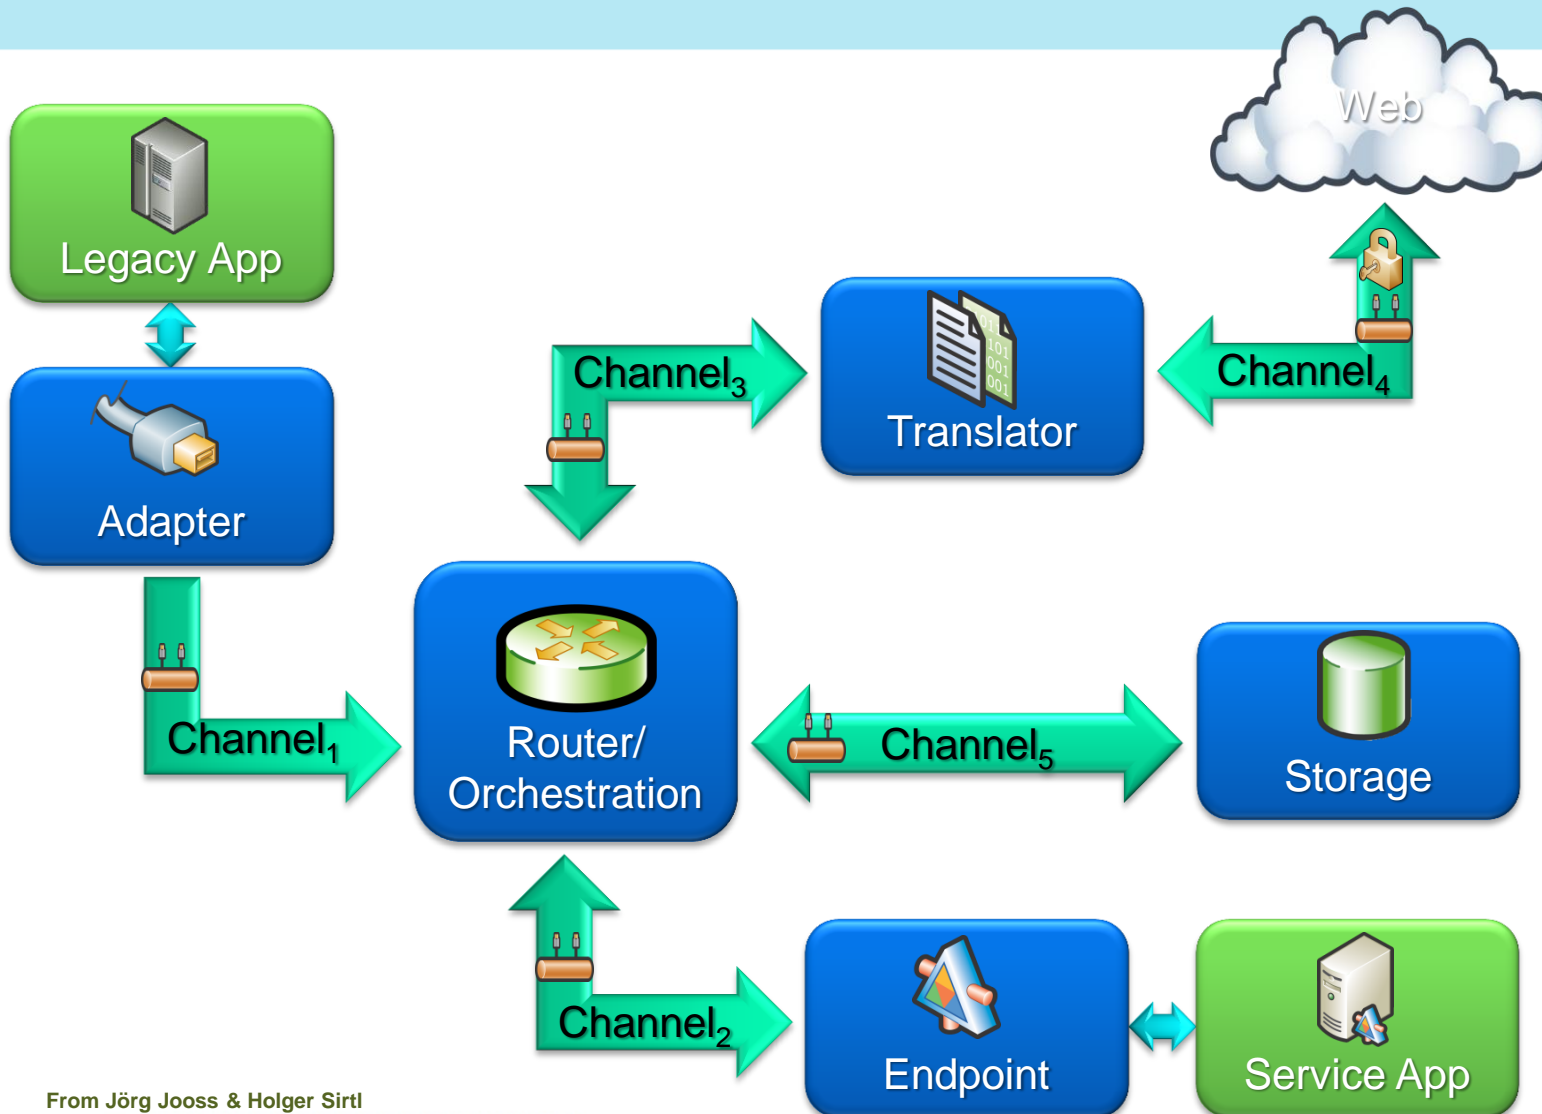 Web
Legacy App
Channel₃
Channel₄
Translator
Adapter
Channel₁
Router/
Orchestration
Channel₅
Storage
Channel₂
Endpoint
Service App
From Jörg Jooss & Holger Sirtl